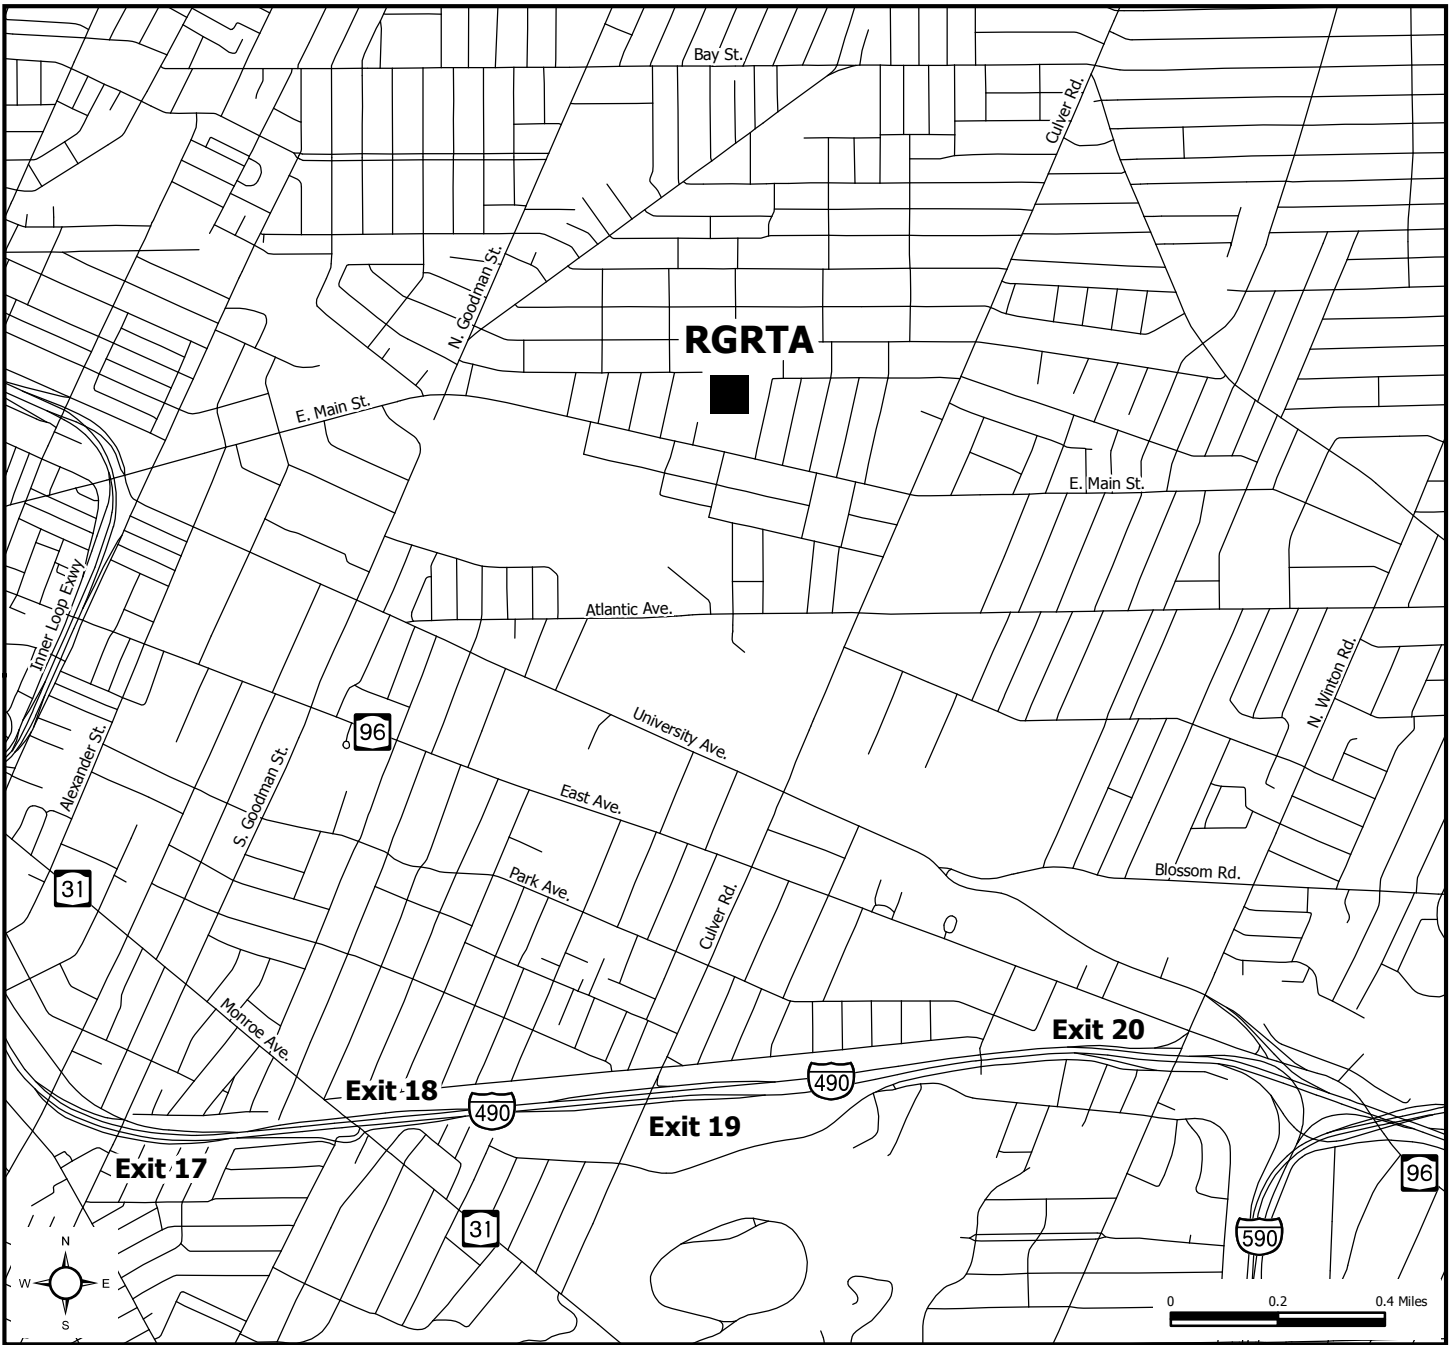 Bay St.
Culver Rd.
N. Goodman St.
RGRTA
E. Main St.
E. Main St.
Inner Loop Exwy
Atlantic Ave.
N. Winton Rd.
University Ave.
96
Alexander St.
S. Goodman St.
East Ave.
31
Park Ave.
Blossom Rd.
Culver Rd.
Monroe Ave.
Exit 20
Exit 18
490
490
Exit 19
Exit 17
96
31
590
N
W
E
S
0
0.2
0.4 Miles